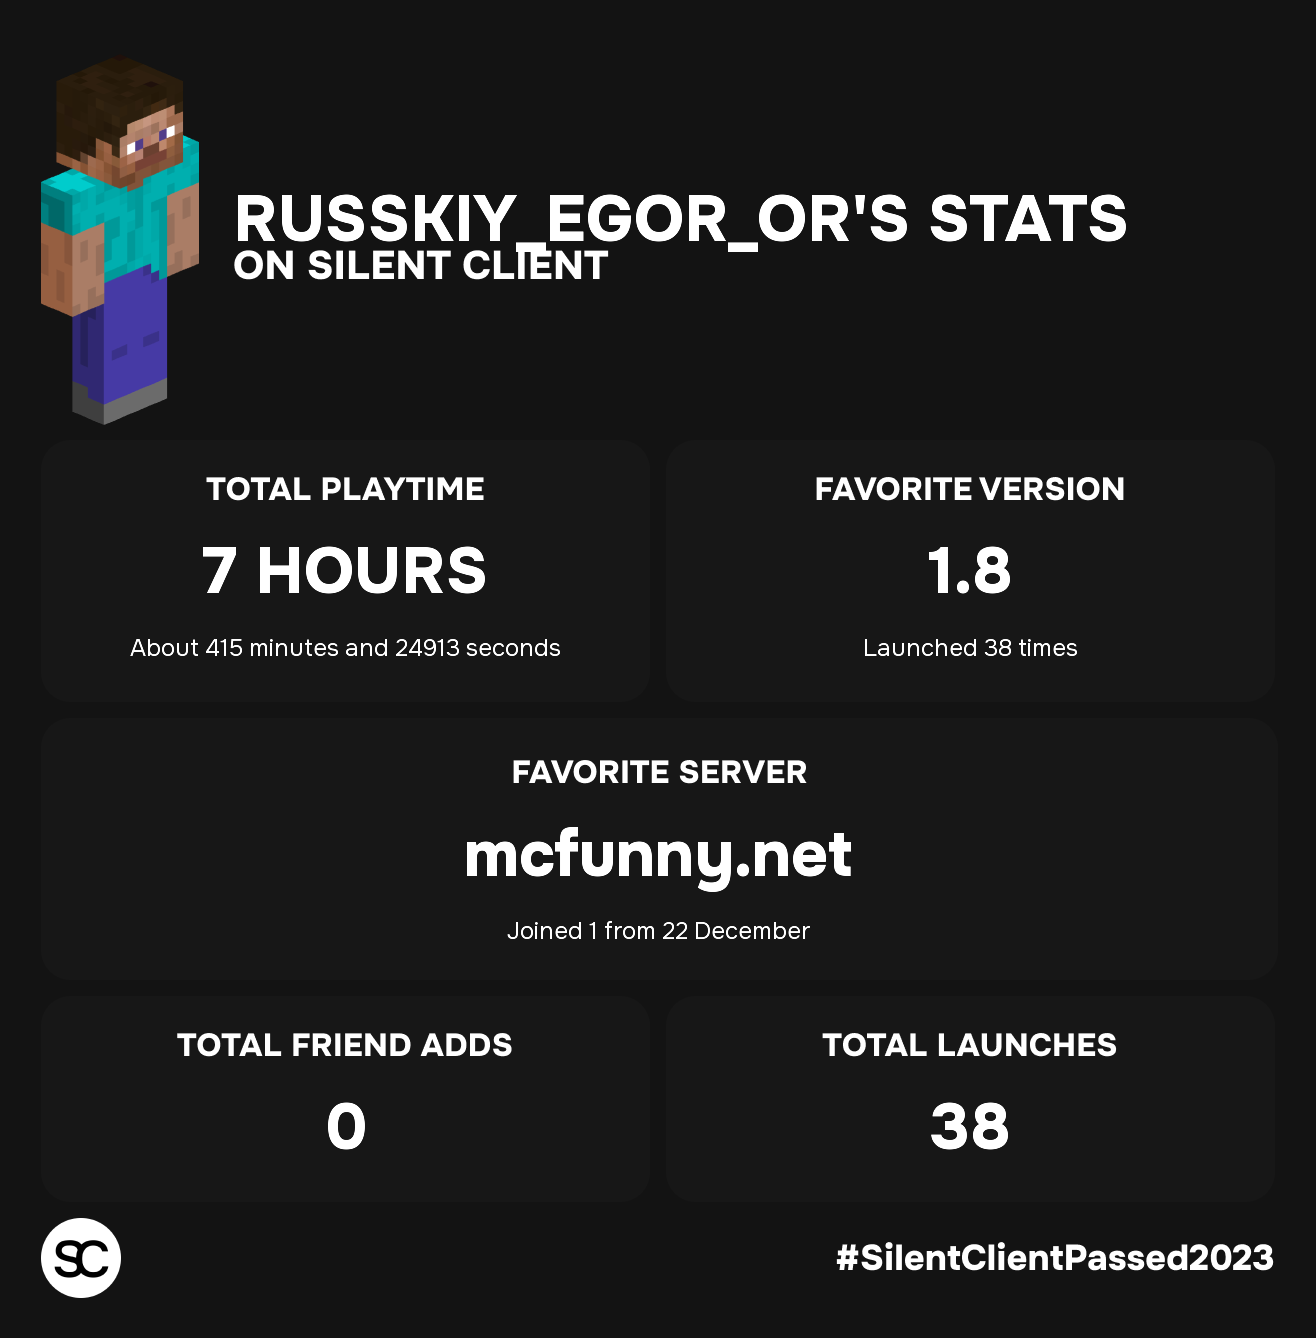 RUSSKIY_EGOR_OR'S STATS
ON SILENT CLIENT
TOTAL PLAYTIME
7 HOURS
About 415 minutes and 24913 seconds
FAVORITE VERSION
1.8
Launched 38 times
FAVORITE SERVER
mcfunny.net
Joined 1 from 22 December
TOTAL FRIEND ADDS
0
TOTAL LAUNCHES
38
SC
#SilentClientPassed2023